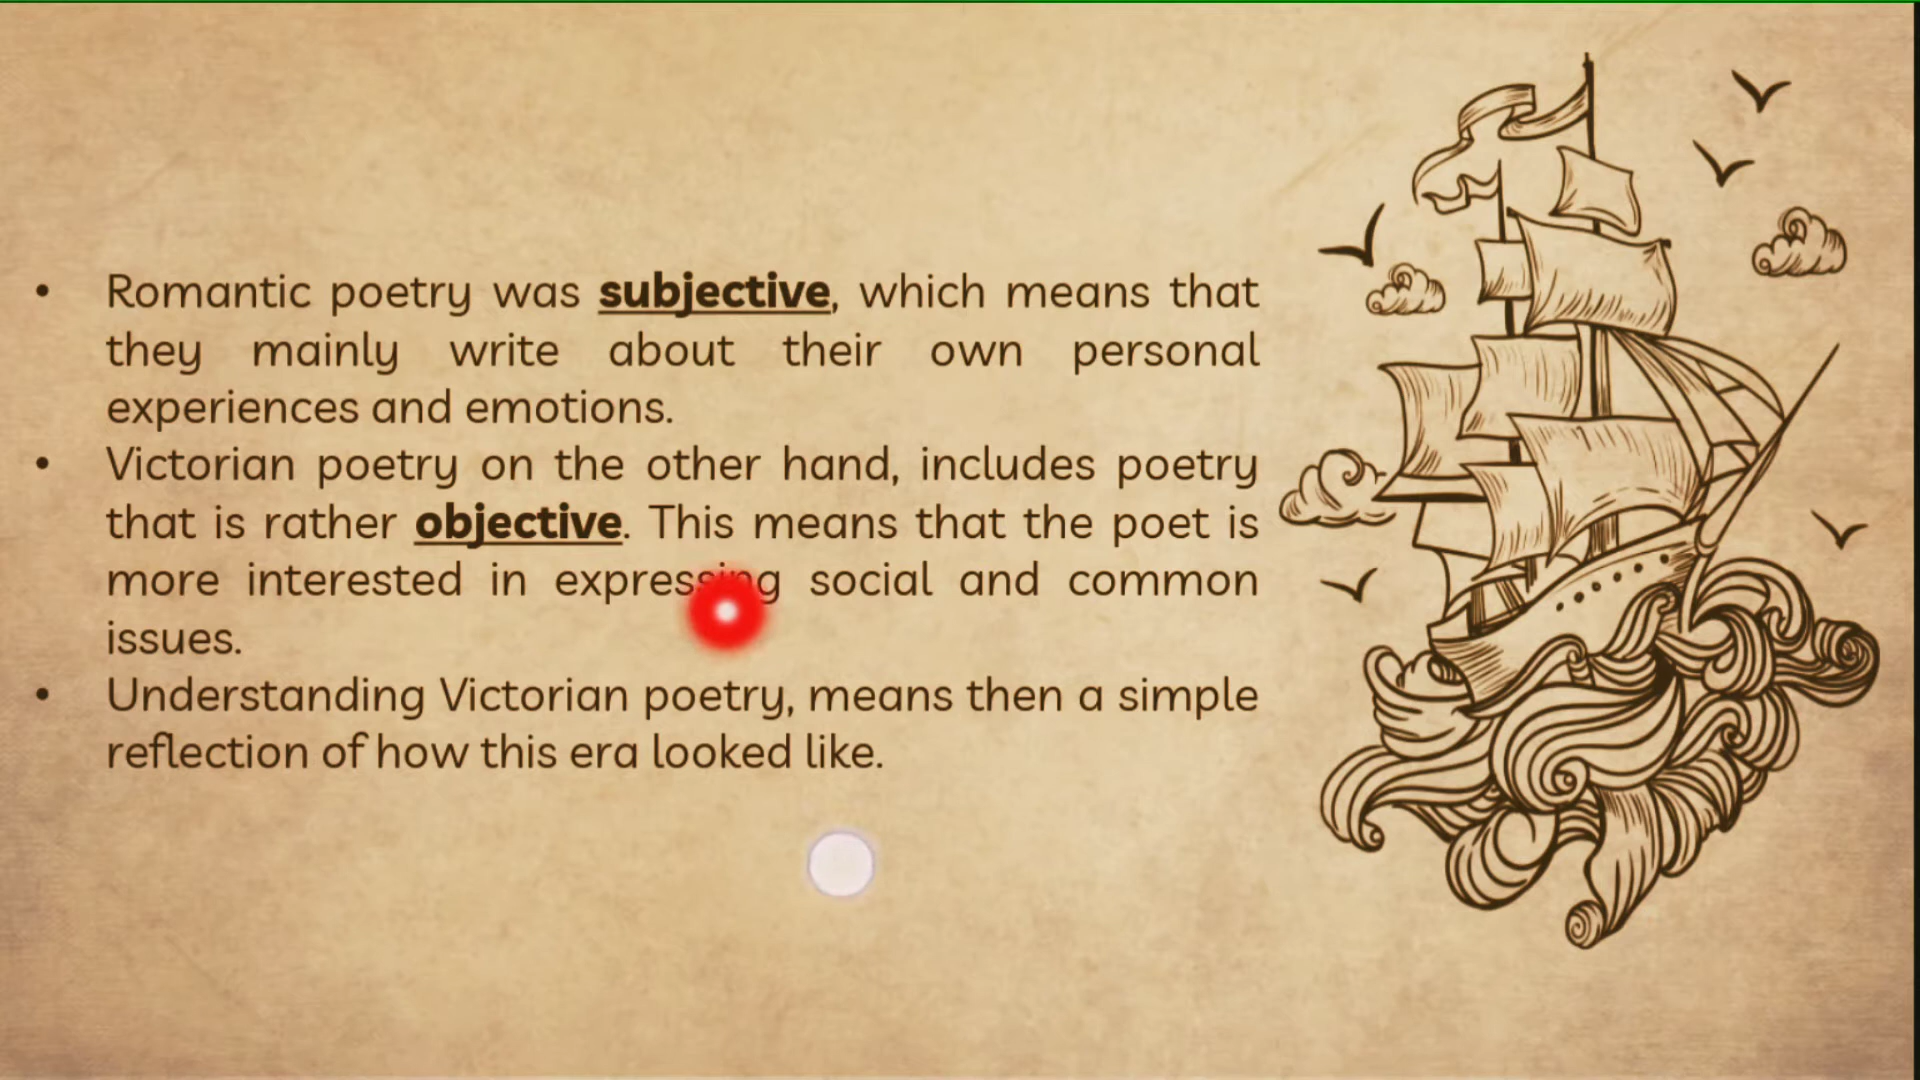 • Romantic poetry was subjective, which means that
they mainly write about their own personal
experiences and emotions.
• Victorian poetry on the other hand, includes poetry
that is rather objective. This means that the poet is
more interested in expressing social and common
issues.
• Understanding Victorian poetry, means then a simple
reflection of how this era looked like.